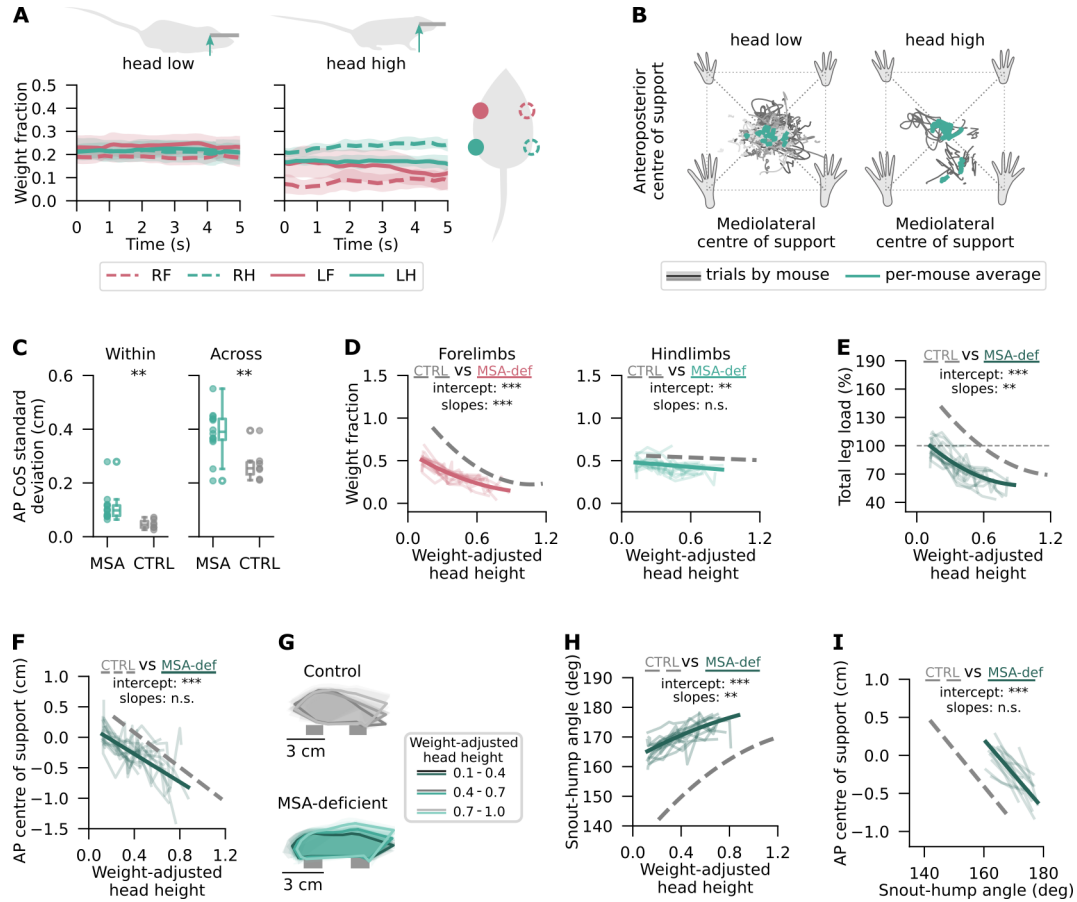 A
head low
head high
Weight fraction
0.5
0.3
0.2
0.1
0.0
0 1 2 3 4 5
Time (s)
0 1 2 3 4 5
Time (s)
RF RH LF LH
B
head low
head high
Anteroposterior
centre of support
Mediolateral
centre of support
Mediolateral
centre of support
trials by mouse
per-mouse average
C
Within
**
Across
**
AP CoS standard
deviation (cm)
0.6
0.4
0.2
0.0
MSA CTRL
MSA CTRL
D
Forelimbs
CTRL vs MSA-def
intercept: ***
slopes: ***
Weight fraction
1.5
1.0
0.5
0.0
0.0 0.6 1.2
Weight-adjusted
head height
Hindlimbs
CTRL vs MSA-def
intercept: **
slopes: n.s.
1.5
1.0
0.5
0.0
0.0 0.6 1.2
Weight-adjusted
head height
E
CTRL vs MSA-def
intercept: ***
slopes: **
Total leg load (%)
190
160
130
100
70
40
0.0 0.6 1.2
Weight-adjusted
head height
F
CTRL vs MSA-def
intercept: ***
slopes: n.s.
AP centre of support (cm)
1.0
0.5
0.0
−0.5
−1.0
−1.5
0.0 0.4 0.8 1.2
Weight-adjusted
head height
G
Control
3 cm
MSA-deficient
3 cm
Weight-adjusted
head height
0.1 - 0.4
0.4 - 0.7
0.7 - 1.0
H
CTRL vs MSA-def
intercept: ***
slopes: **
Snout-hump angle (deg)
190
180
170
160
150
140
0.0 0.4 0.8 1.2
Weight-adjusted
head height
I
CTRL vs MSA-def
intercept: ***
slopes: n.s.
AP centre of support (cm)
1.0
0.5
0.0
−0.5
−1.0
140 160 180
Snout-hump angle (deg)